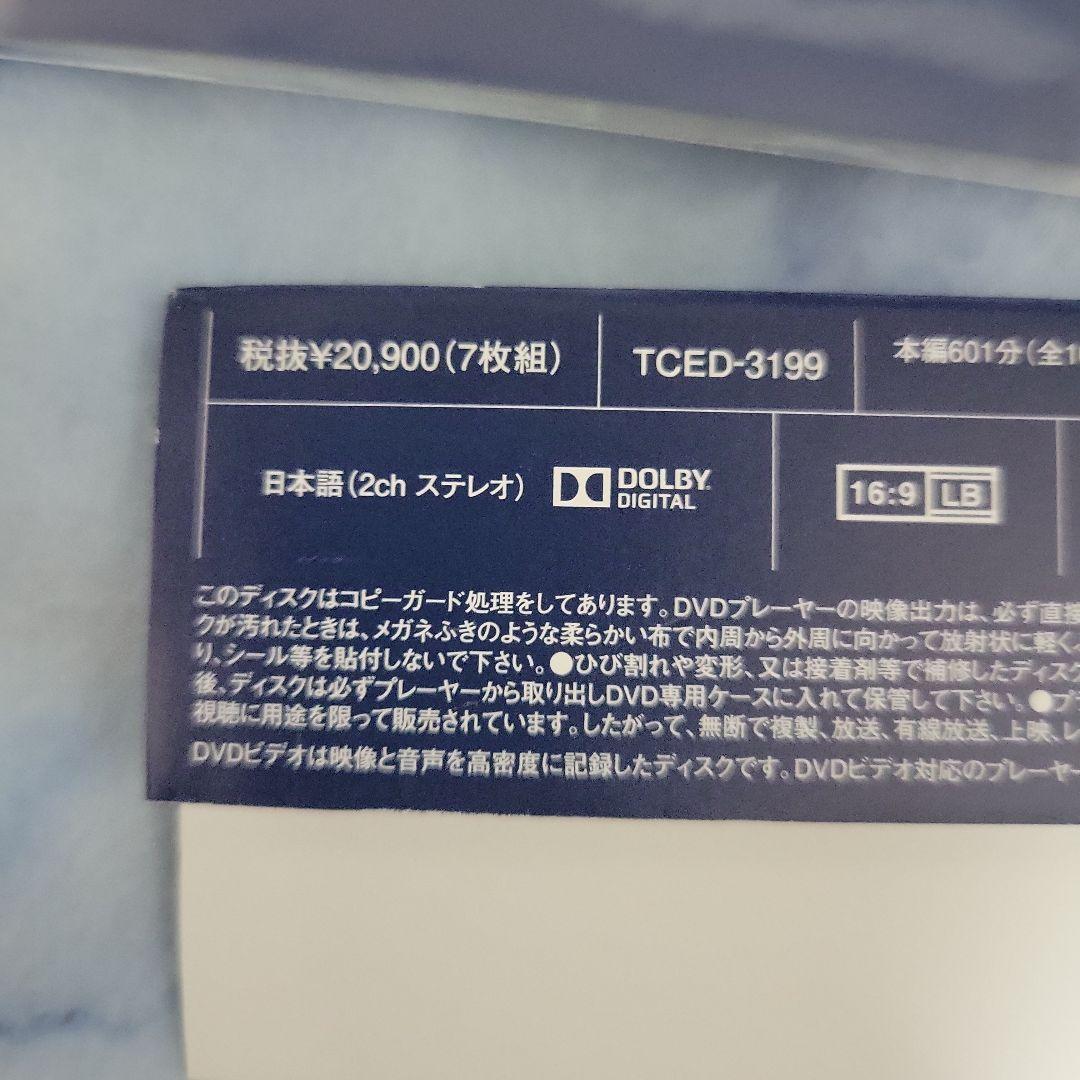 税抜¥20,900(7枚組)
TCED-3199
本編601分(全1
日本語(2ch ステレオ)
DOLBY
DIGITAL
16:9 LB
このディスクはコピーガード処理をしてあります。DVDプレーヤーの映像出力は、必ず直接
クが汚れたときは、メガネふきのような柔らかい布で内周から外周に向かって放射状に軽く
り、シール等を貼付しないで下さい。●ひび割れや変形、又は接着剤等で補修したディスク
後、ディスクは必ずプレーヤーから取り出しDVD専用ケースに入れて保管して下さい。●プ
視聴に用途を限って販売されています。したがって、無断で複製、放送、有線放送、上映、レ
DVDビデオは映像と音声を高密度に記録したディスクです。DVDビデオ対応のプレーヤー